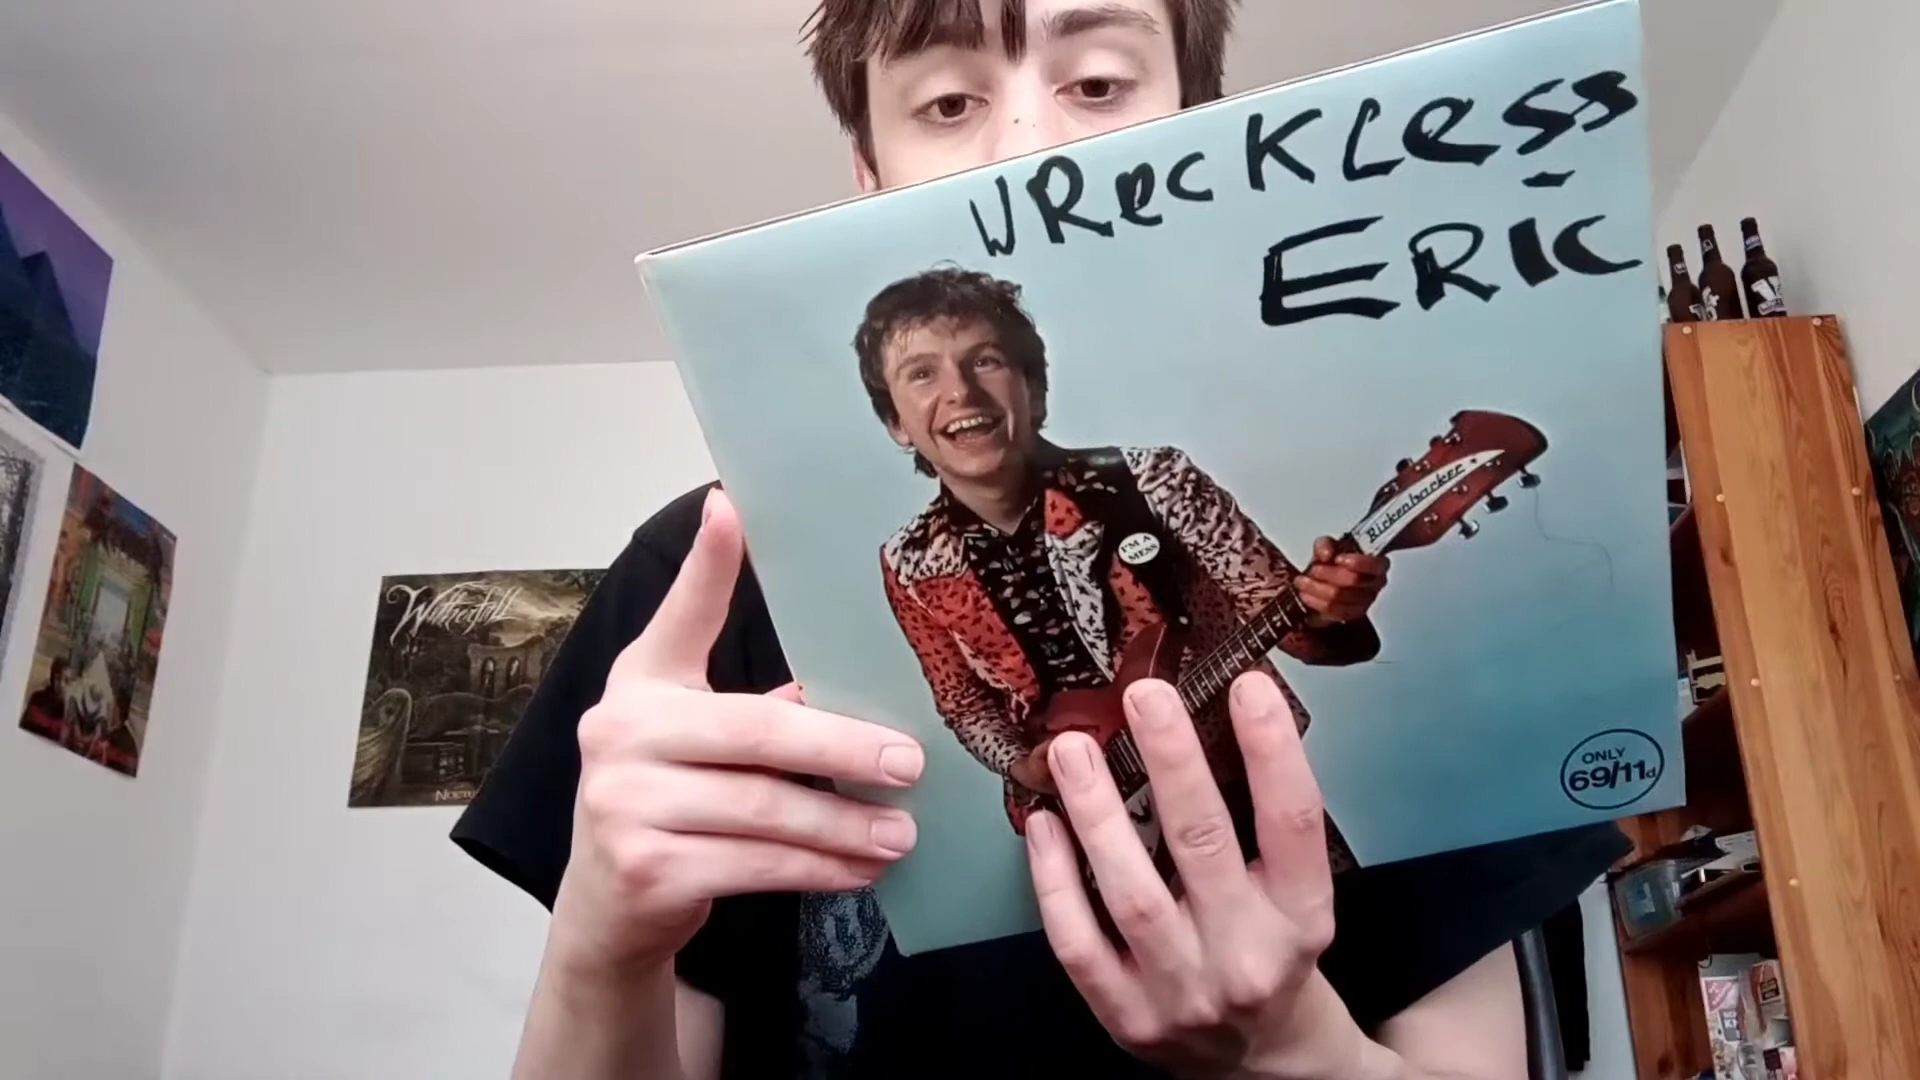 WRecKLess
ERIC
Rickenbacker
I'M A
MESS
ONLY
69/11d
Witherfall